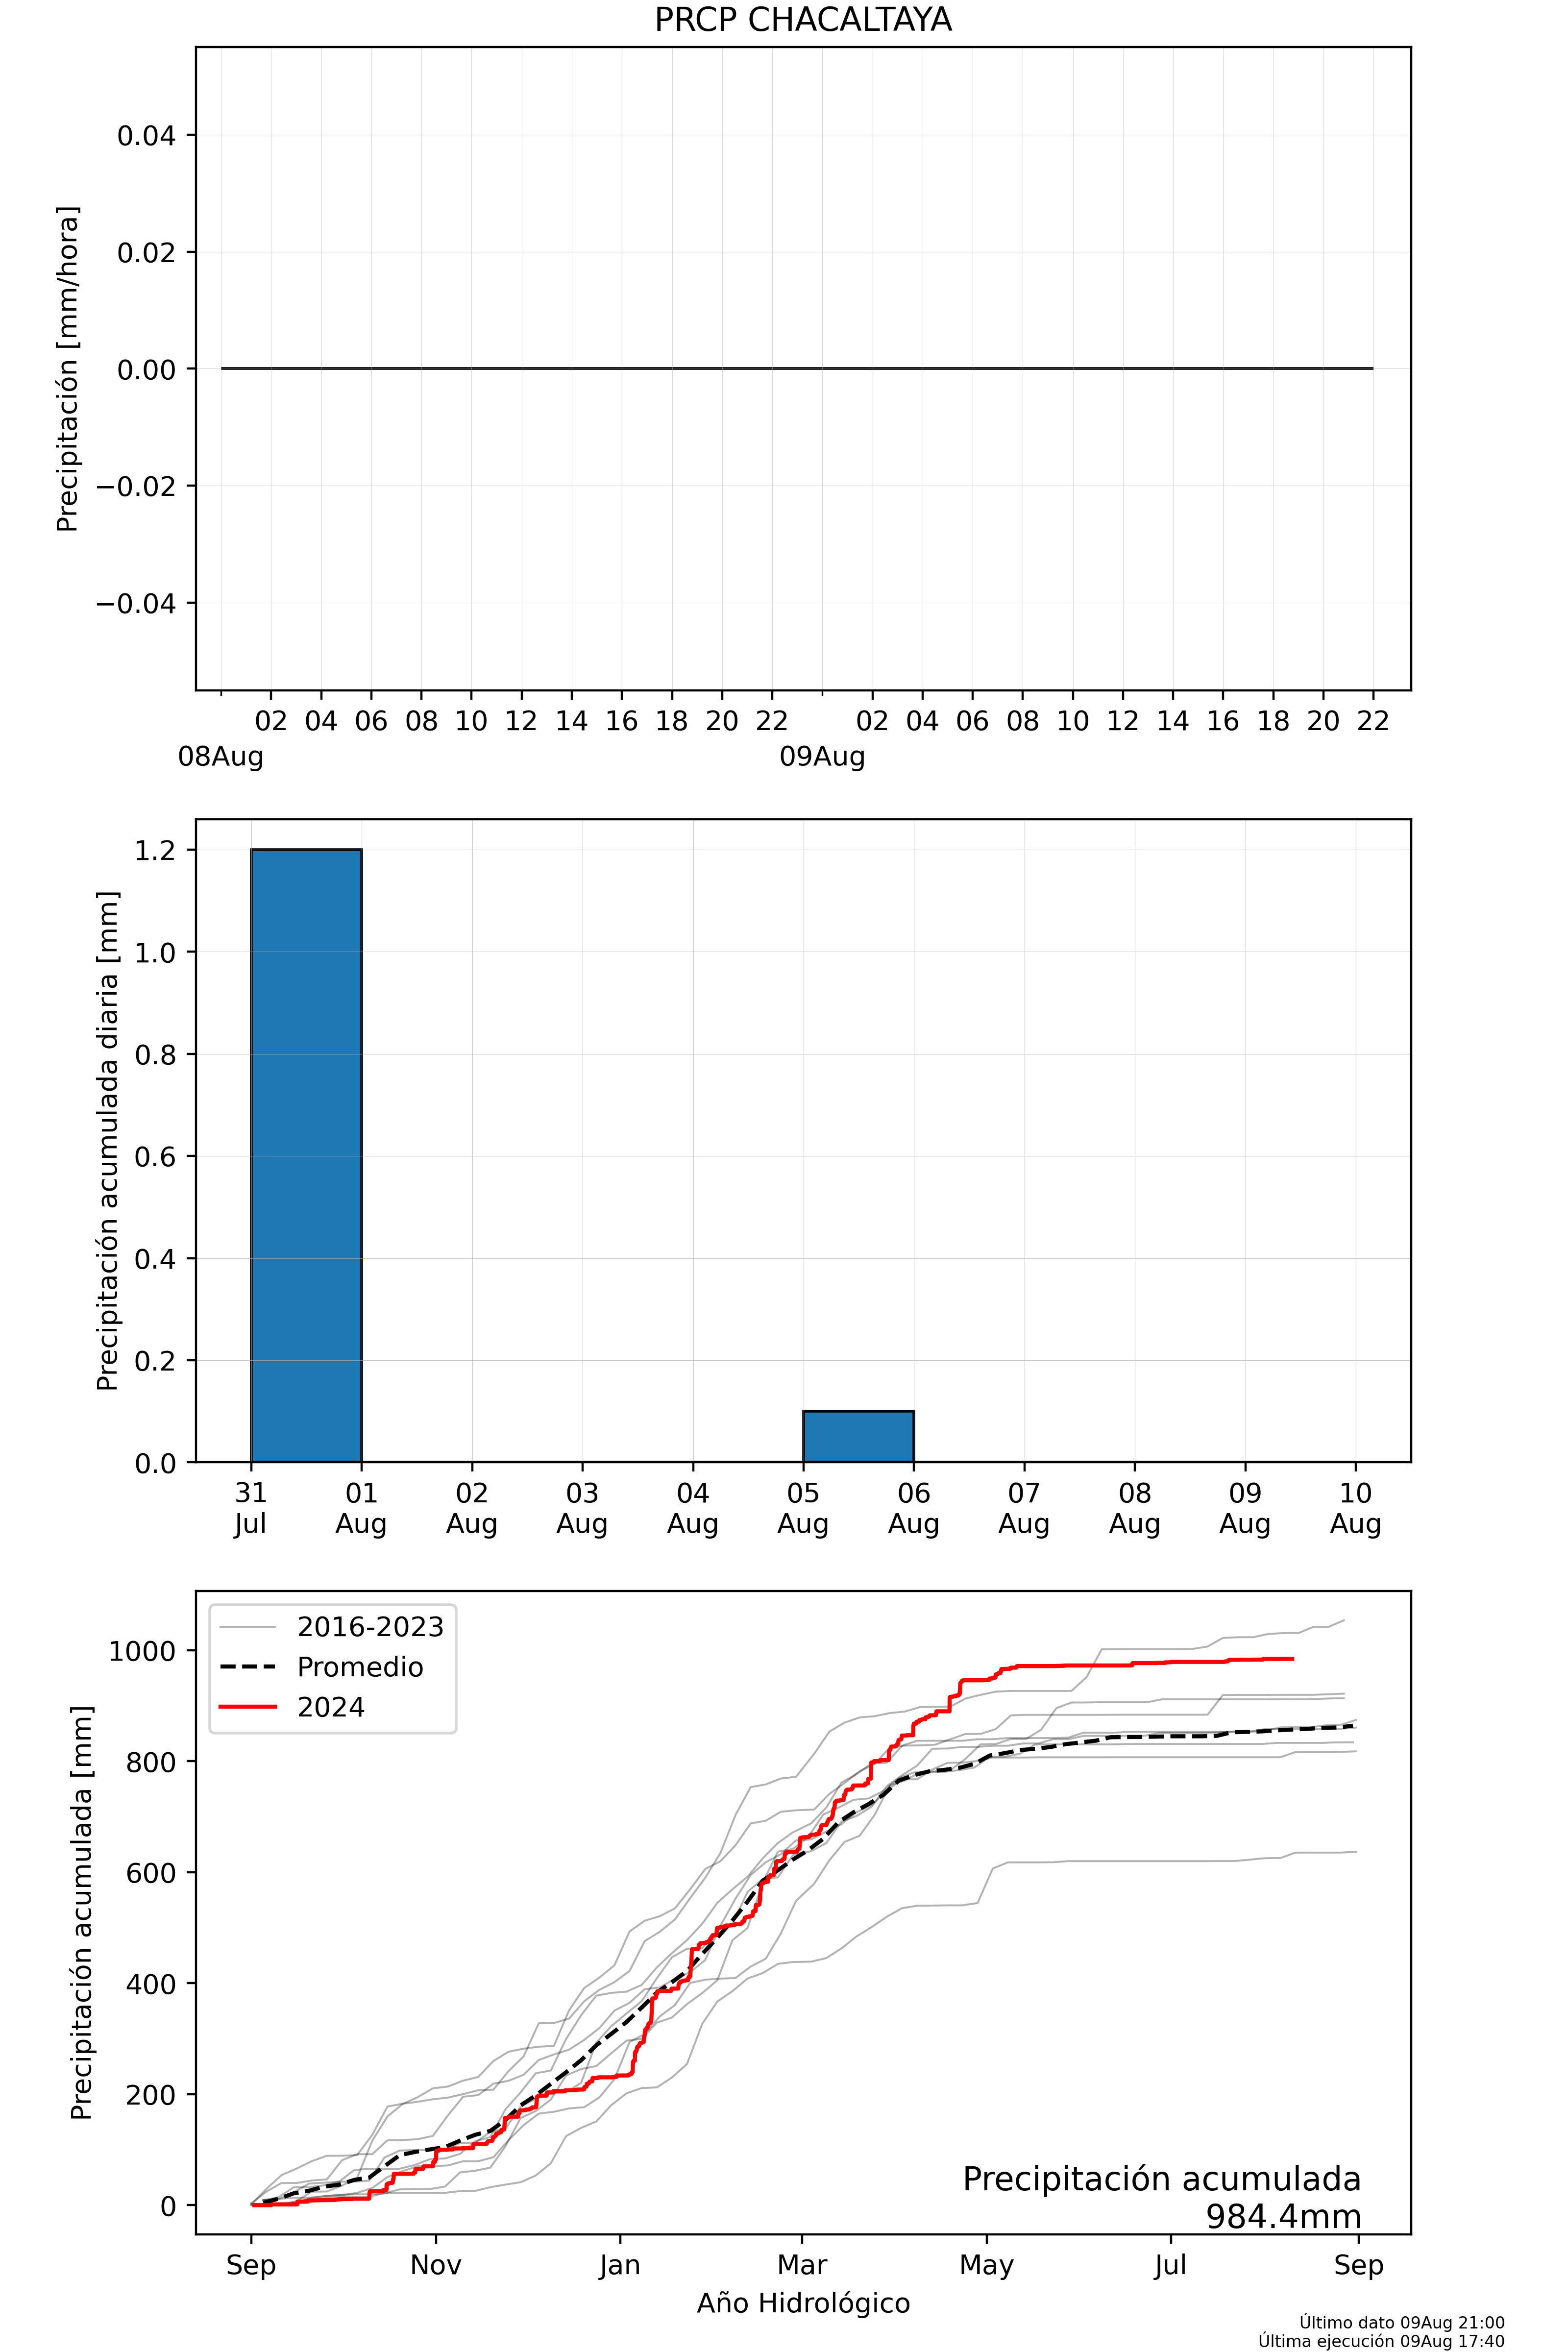 PRCP CHACALTAYA
Precipitación [mm/hora]
0.04
0.02
0.00
−0.02
−0.04
02 04 06 08 10 12 14 16 18 20 22 02 04 06 08 10 12 14 16 18 20 22
08Aug 09Aug
Precipitación acumulada diaria [mm]
1.2
1.0
0.8
0.6
0.4
0.2
0.0
31 01 02 03 04 05 06 07 08 09 10
Jul Aug Aug Aug Aug Aug Aug Aug Aug Aug Aug
Precipitación acumulada [mm]
1000
800
600
400
200
0
2016-2023
Promedio
2024
Precipitación acumulada
984.4mm
Sep Nov Jan Mar May Jul Sep
Año Hidrológico
Último dato 09Aug 21:00
Última ejecución 09Aug 17:40